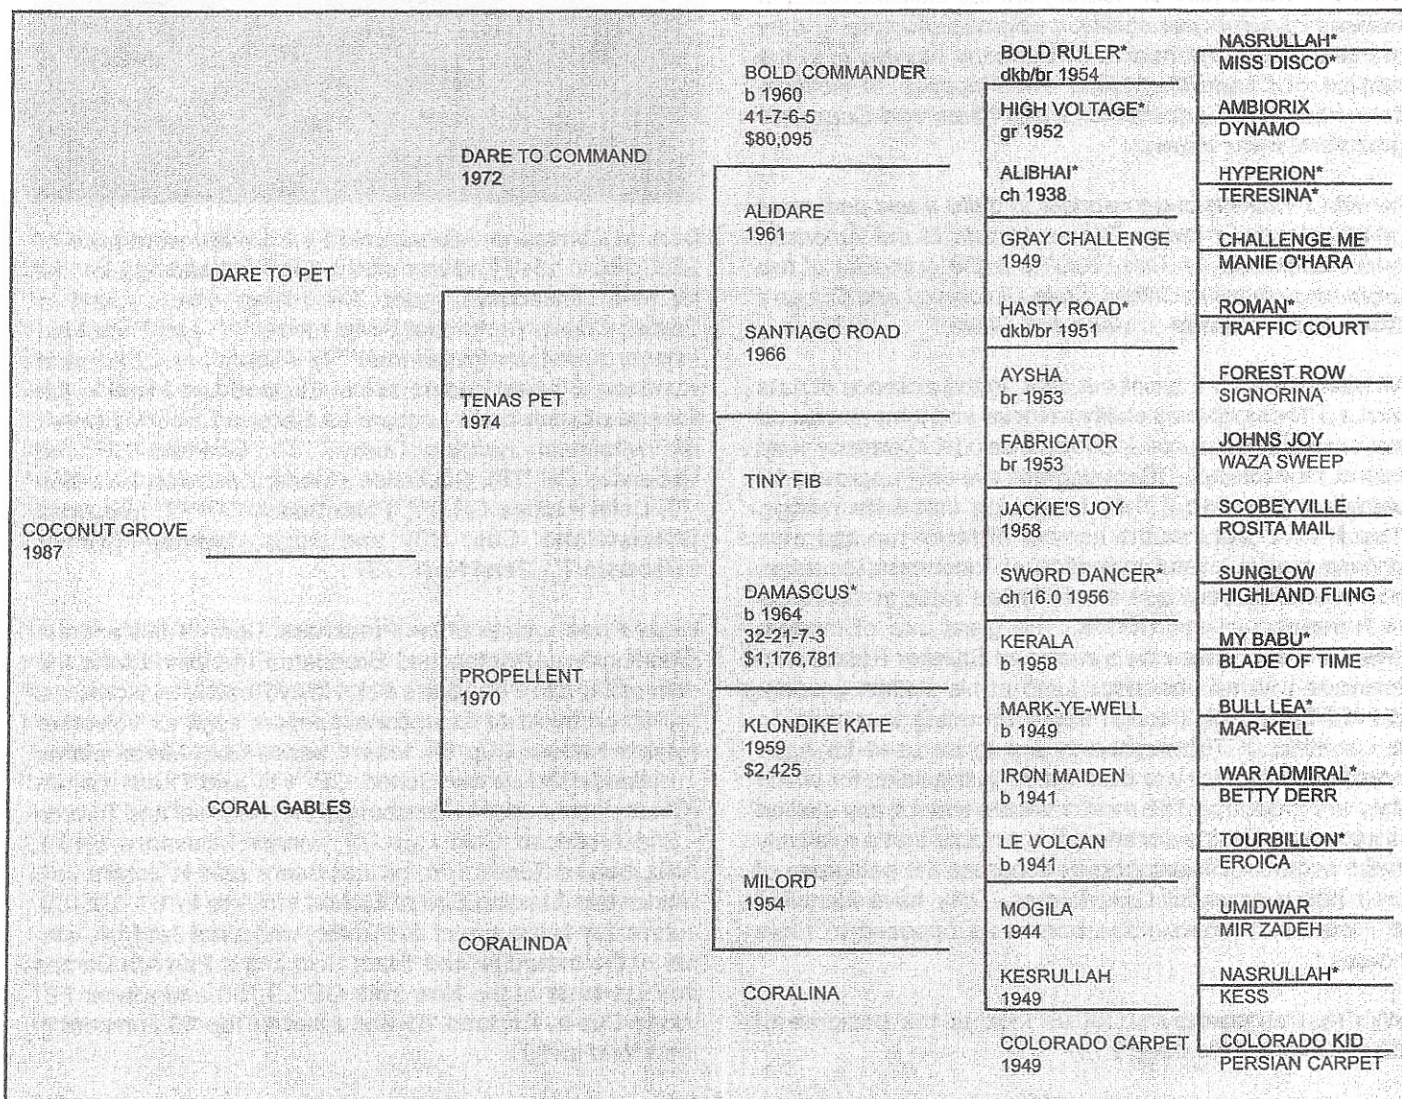 COCONUT GROVE
1987
DARE TO PET
CORAL GABLES
DARE TO COMMAND
1972
TENAS PET
1974
PROPELLENT
1970
CORALINDA
BOLD COMMANDER
b 1960
41-7-6-5
$80,095
ALIDARE
1961
SANTIAGO ROAD
1966
TINY FIB
DAMASCUS*
b 1964
32-21-7-3
$1,176,781
KLONDIKE KATE
1959
$2,425
MILORD
1954
CORALINA
BOLD RULER*
dkb/br 1954
HIGH VOLTAGE*
gr 1952
ALIBHAI*
ch 1938
GRAY CHALLENGE
1949
HASTY ROAD*
dkb/br 1951
AYSHA
br 1953
FABRICATOR
br 1953
JACKIE'S JOY
1958
SWORD DANCER*
ch 16.0 1956
KERALA
b 1958
MARK-YE-WELL
b 1949
IRON MAIDEN
b 1941
LE VOLCAN
b 1941
MOGILA
1944
KESRULLAH
1949
COLORADO CARPET
1949
NASRULLAH*
MISS DISCO*
AMBIORIX
DYNAMO
HYPERION*
TERESINA*
CHALLENGE ME
MANIE O'HARA
ROMAN*
TRAFFIC COURT
FOREST ROW
SIGNORINA
JOHNS JOY
WAZA SWEEP
SCOBEYVILLE
ROSITA MAIL
SUNGLOW
HIGHLAND FLING
MY BABU*
BLADE OF TIME
BULL LEA*
MAR-KELL
WAR ADMIRAL*
BETTY DERR
TOURBILLON*
EROICA
UMIDWAR
MIR ZADEH
NASRULLAH*
KESS
COLORADO KID
PERSIAN CARPET